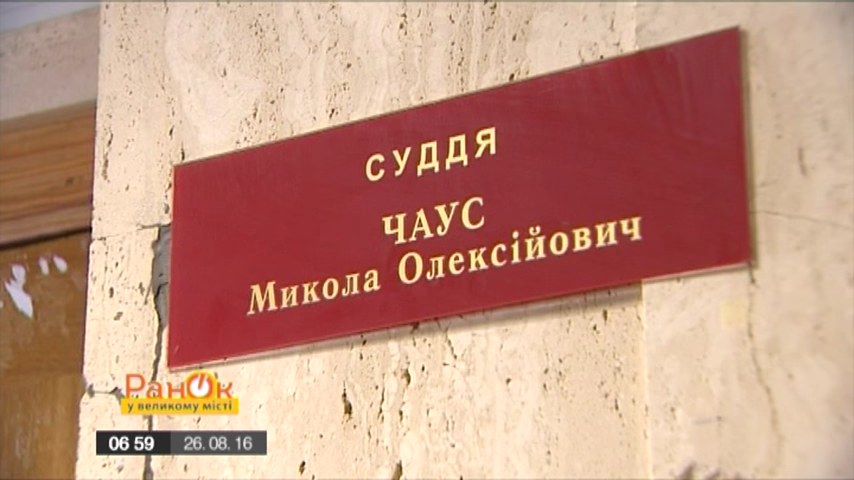 СУДДЯ
ЧАУС
Микола Олексійович
РанОк
у великому місті
06 59 26. 08. 16